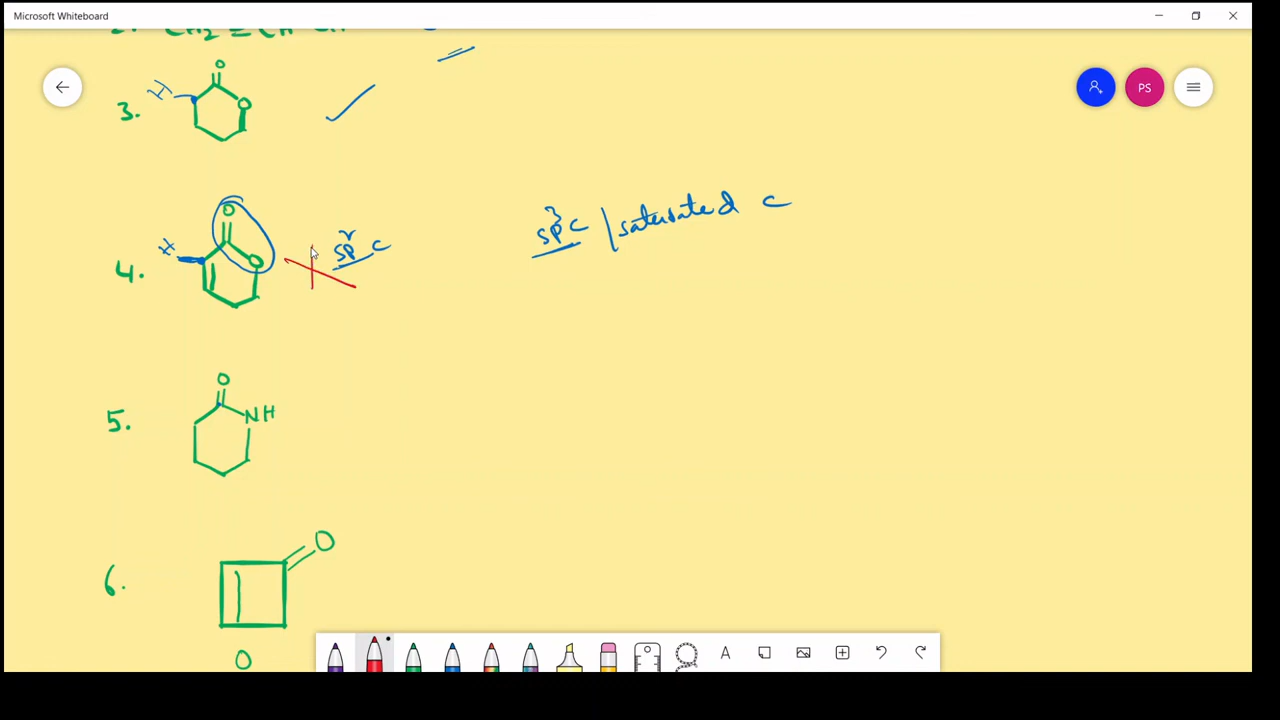 Microsoft Whiteboard
PS
3.
O
H
O
sp3 C / saturated C
4.
O
H
O
sp2 C
5.
O
NH
6.
O
O
A